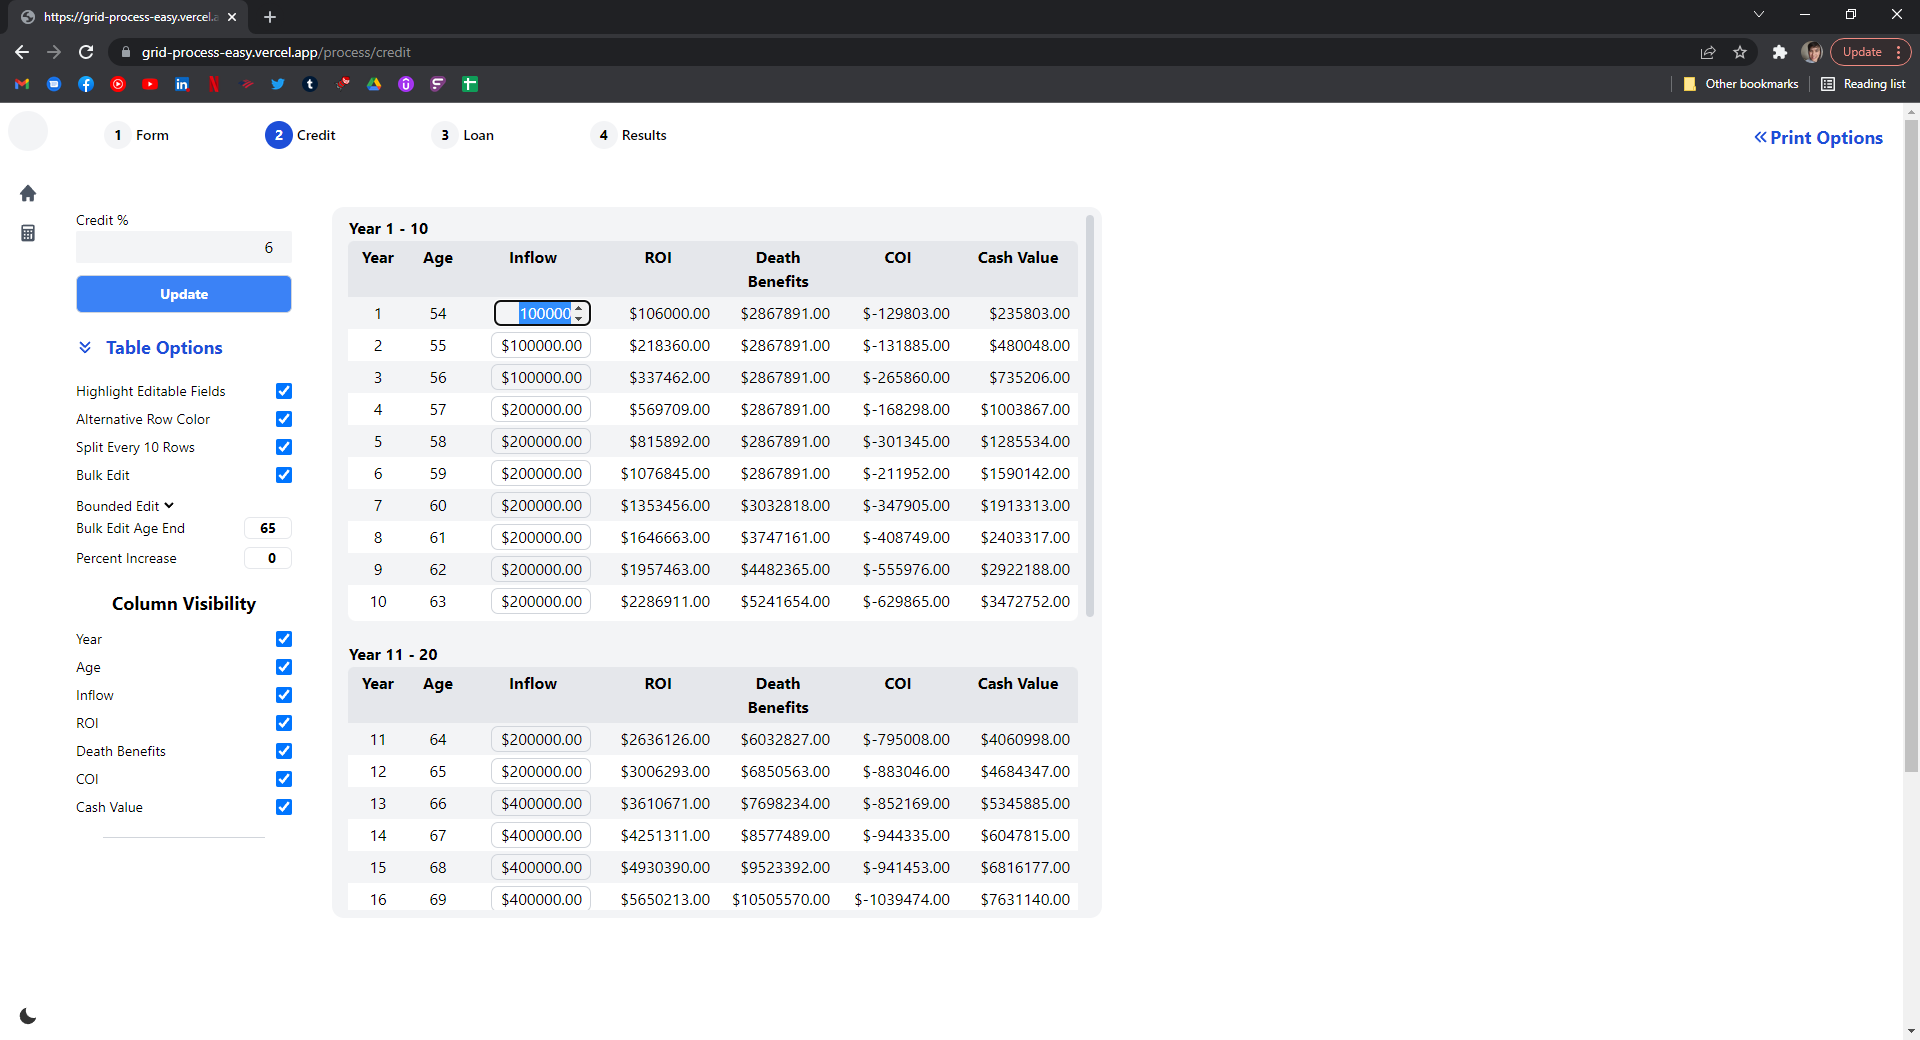 https://grid-process-easy.vercel.a
grid-process-easy.vercel.app/process/credit
Update
Other bookmarks
Reading list
1 Form
2 Credit
3 Loan
4 Results
Print Options
Credit %
6
Update
Table Options
Highlight Editable Fields
Alternative Row Color
Split Every 10 Rows
Bulk Edit
Bounded Edit
Bulk Edit Age End 65
Percent Increase 0
Column Visibility
Year
Age
Inflow
ROI
Death Benefits
COI
Cash Value
Year 1 - 10
Year Age Inflow ROI Death Benefits COI Cash Value
1 54 100000 $106000.00 $2867891.00 $-129803.00 $235803.00
2 55 $100000.00 $218360.00 $2867891.00 $-131885.00 $480048.00
3 56 $100000.00 $337462.00 $2867891.00 $-265860.00 $735206.00
4 57 $200000.00 $569709.00 $2867891.00 $-168298.00 $1003867.00
5 58 $200000.00 $815892.00 $2867891.00 $-301345.00 $1285534.00
6 59 $200000.00 $1076845.00 $2867891.00 $-211952.00 $1590142.00
7 60 $200000.00 $1353456.00 $3032818.00 $-347905.00 $1913313.00
8 61 $200000.00 $1646663.00 $3747161.00 $-408749.00 $2403317.00
9 62 $200000.00 $1957463.00 $4482365.00 $-555976.00 $2922188.00
10 63 $200000.00 $2286911.00 $5241654.00 $-629865.00 $3472752.00
Year 11 - 20
Year Age Inflow ROI Death Benefits COI Cash Value
11 64 $200000.00 $2636126.00 $6032827.00 $-795008.00 $4060998.00
12 65 $200000.00 $3006293.00 $6850563.00 $-883046.00 $4684347.00
13 66 $400000.00 $3610671.00 $7698234.00 $-852169.00 $5345885.00
14 67 $400000.00 $4251311.00 $8577489.00 $-944335.00 $6047815.00
15 68 $400000.00 $4930390.00 $9523392.00 $-941453.00 $6816177.00
16 69 $400000.00 $5650213.00 $10505570.00 $-1039474.00 $7631140.00